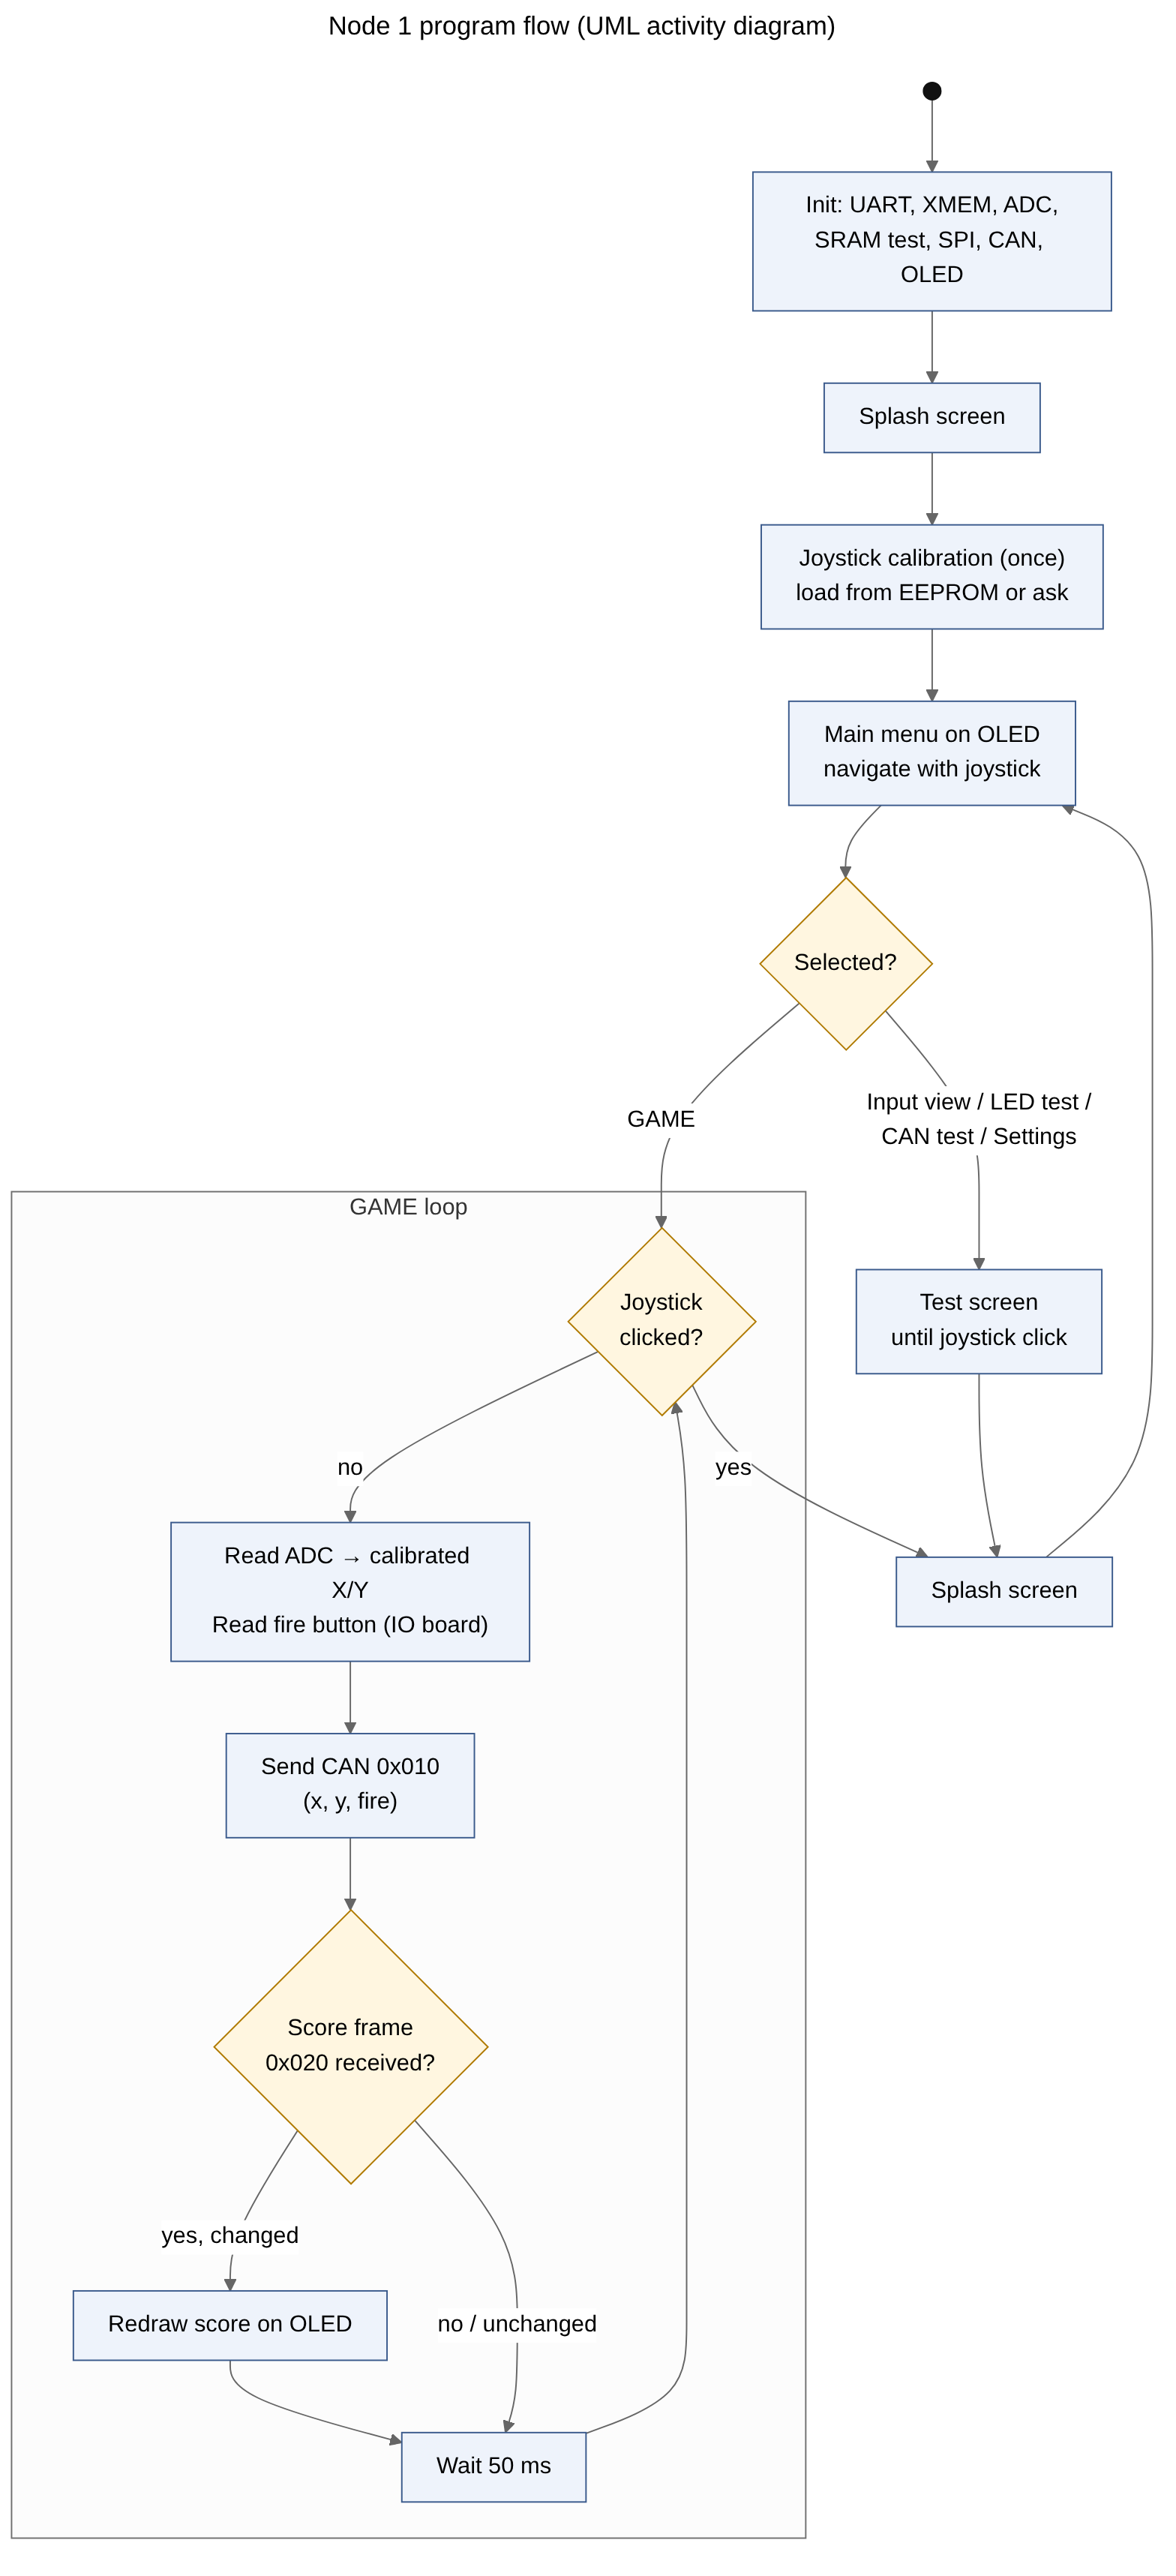 Node 1 program flow (UML activity diagram)
Init: UART, XMEM, ADC,
SRAM test, SPI, CAN,
OLED
Splash screen
Joystick calibration (once)
load from EEPROM or ask
Main menu on OLED
navigate with joystick
Selected?
GAME
Input view / LED test /
CAN test / Settings
GAME loop
Joystick
clicked?
Test screen
until joystick click
no
yes
Read ADC → calibrated
X/Y
Read fire button (IO board)
Splash screen
Send CAN 0x010
(x, y, fire)
Score frame
0x020 received?
yes, changed
Redraw score on OLED
no / unchanged
Wait 50 ms